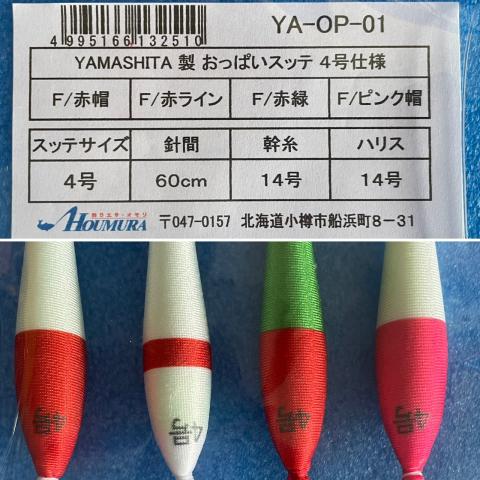 4995166132510
YA-OP-01
YAMASHITA 製 おっぱいスッテ 4号仕様
F/赤帽 F/赤ライン F/赤緑 F/ピンク帽
スッテサイズ 針間 幹糸 ハリス
4号 60cm 14号 14号
HOUMURA 〒047-0157 北海道小樽市船浜町8-31
4号 4号 4号 4号